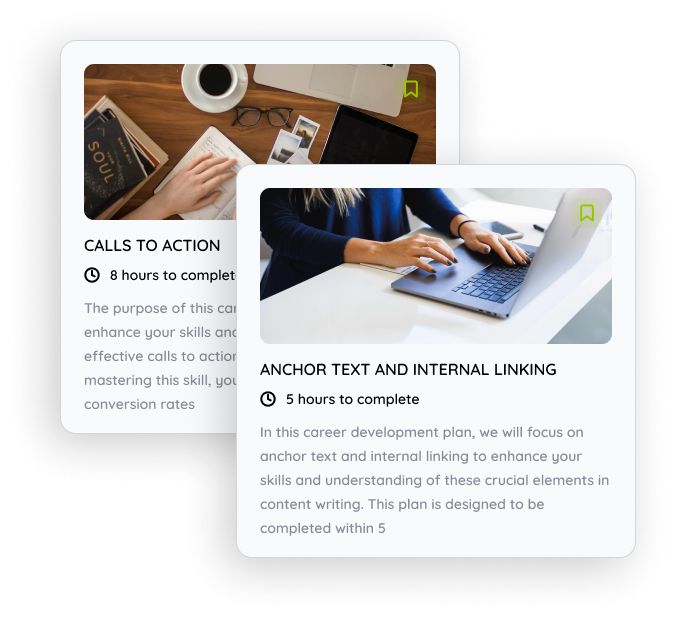 SOUL
CALLS TO ACTION
8 hours to complet
The purpose of this car
enhance your skills and
effective calls to action
mastering this skill, you
conversion rates
ANCHOR TEXT AND INTERNAL LINKING
5 hours to complete
In this career development plan, we will focus on
anchor text and internal linking to enhance your
skills and understanding of these crucial elements in
content writing. This plan is designed to be
completed within 5